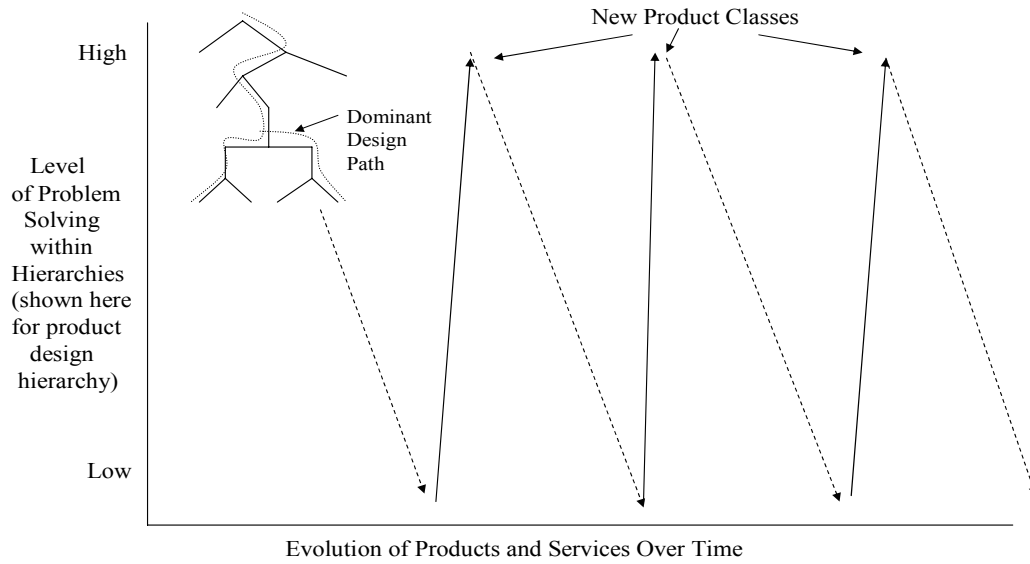 New Product Classes
High
Dominant
Design
Path
Level
of Problem
Solving
within
Hierarchies
(shown here
for product
design
hierarchy)
Low
Evolution of Products and Services Over Time